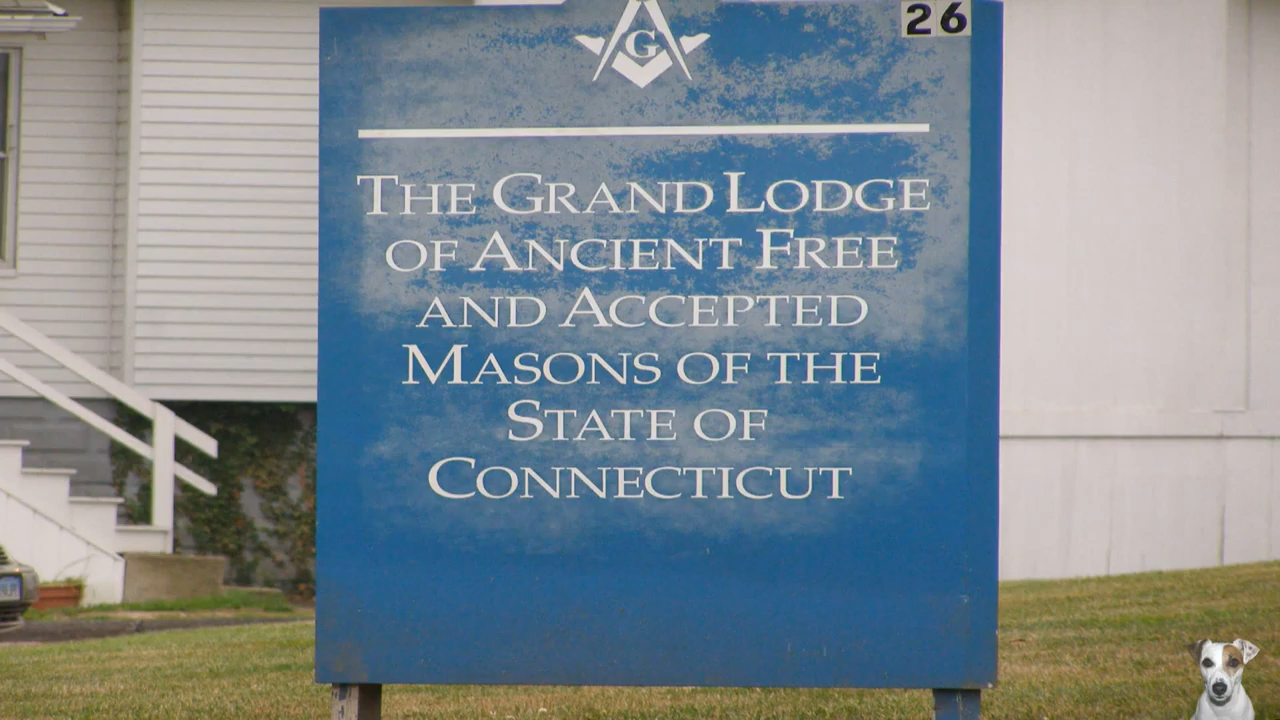 26
G
THE GRAND LODGE
OF ANCIENT FREE
AND ACCEPTED
MASONS OF THE
STATE OF
CONNECTICUT